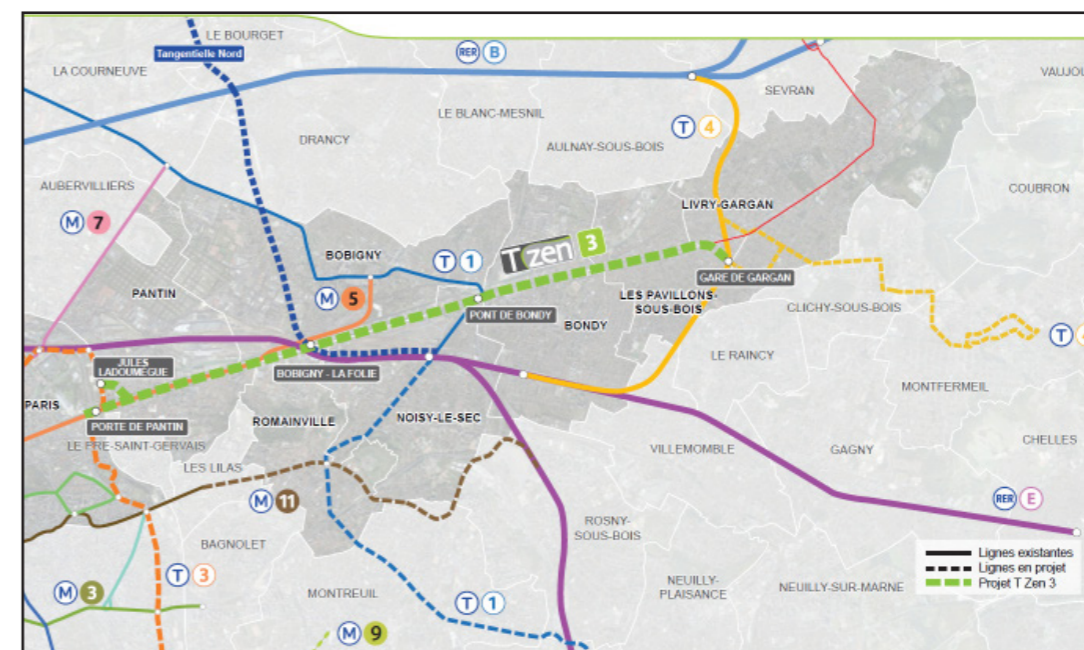 LE BOURGET
Tangentielle Nord
RER B
LA COURNEUVE
VAUJOU
SEVRAN
LE BLANC-MESNIL
T 4
DRANCY
AULNAY-SOUS-BOIS
AUBERVILLIERS
COUBRON
LIVRY-GARGAN
M 7
T zen 3
BOBIGNY
T 1
GARE DE GARGAN
PANTIN
M 5
LES PAVILLONS-
SOUS-BOIS
CLICHY-SOUS-BOIS
PONT DE BONDY
BONDY
T
LE RAINCY
JULES
LADOUMÈGUE
BOBIGNY - LA FOLIE
MONTFERMEIL
PARIS
PORTE DE PANTIN
ROMAINVILLE
NOISY-LE-SEC
LE PRE-SAINT-GERVAIS
CHELLES
VILLEMOMBLE
GAGNY
LES LILAS
M 11
RER E
ROSNY-
SOUS-BOIS
BAGNOLET
Lignes existantes
Lignes en projet
Projet T Zen 3
T 3
M 3
MONTREUIL
T 1
NEUILLY-
PLAISANCE
NEUILLY-SUR-MARNE
M 9